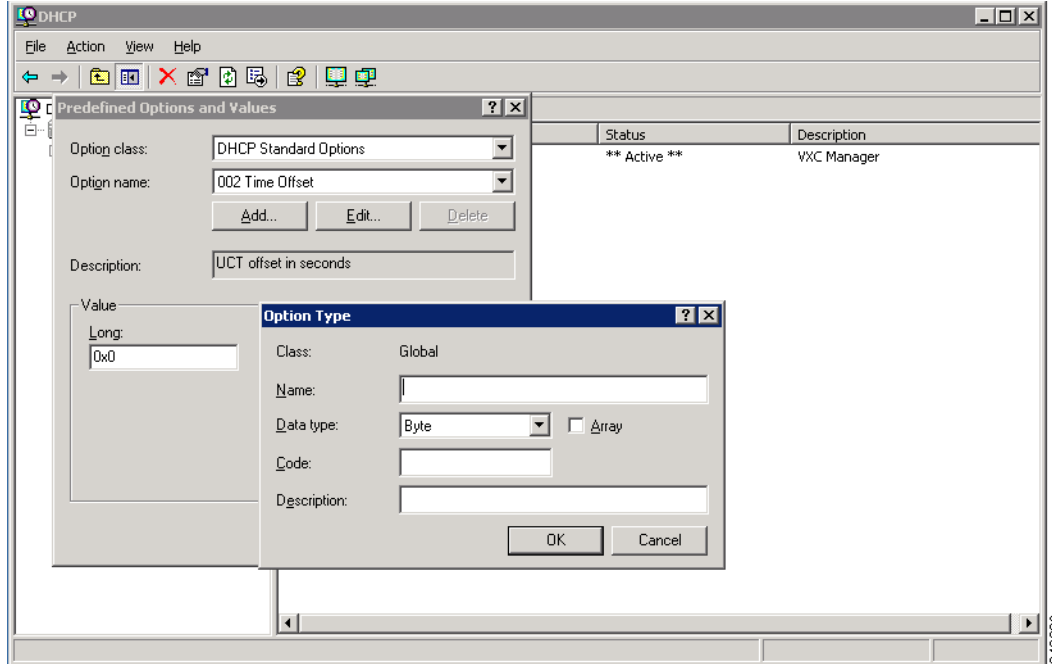 DHCP
File Action View Help
Predefined Options and Values
Status Description
Option class: DHCP Standard Options
** Active ** VXC Manager
Option name: 002 Time Offset
Add... Edit... Delete
Description: UCT offset in seconds
Value
Long:
0x0
Option Type
Class: Global
Name:
Data type: Byte Array
Code:
Description:
OK Cancel